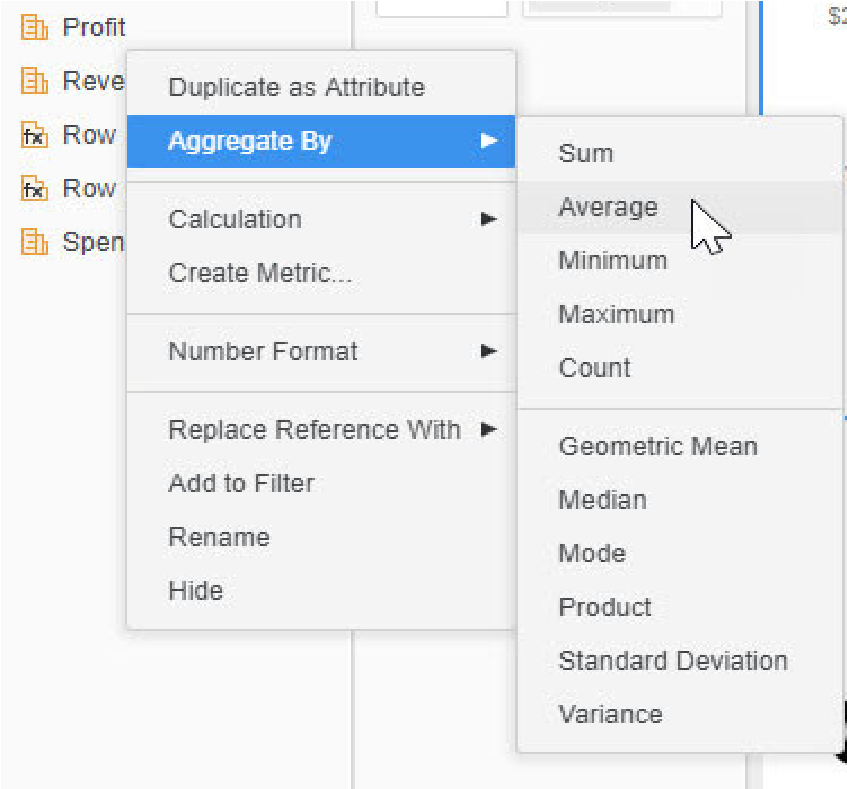 Profit
Reve
Row
Row
Spen
Duplicate as Attribute
Aggregate By
Calculation
Create Metric...
Number Format
Replace Reference With
Add to Filter
Rename
Hide
Sum
Average
Minimum
Maximum
Count
Geometric Mean
Median
Mode
Product
Standard Deviation
Variance